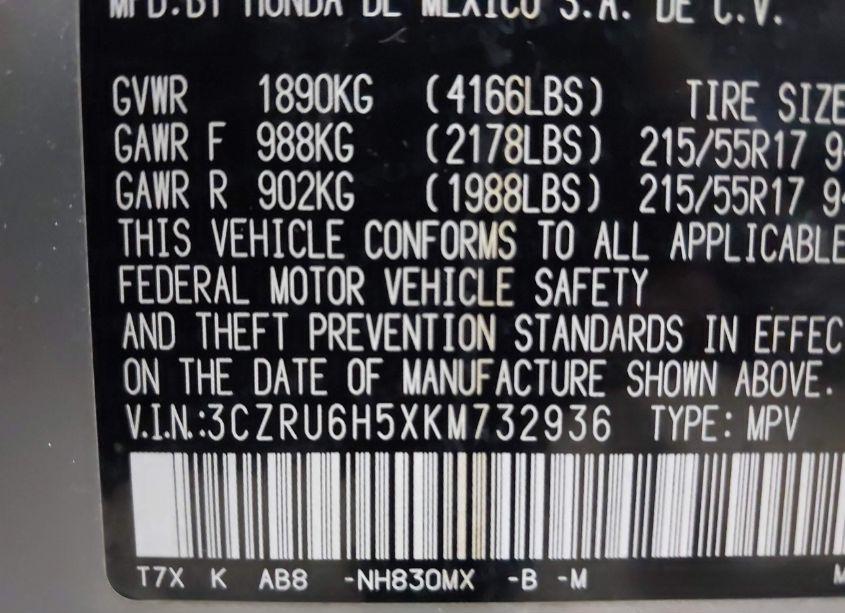 MFD.BY HONDA DE MEXICO S.A. DE C.V.
GVWR 1890KG (4166LBS) TIRE SIZE
GAWR F 988KG (2178LBS) 215/55R17 9
GAWR R 902KG (1988LBS) 215/55R17 9
THIS VEHICLE CONFORMS TO ALL APPLICABLE
FEDERAL MOTOR VEHICLE SAFETY
AND THEFT PREVENTION STANDARDS IN EFFEC
ON THE DATE OF MANUFACTURE SHOWN ABOVE.
V.I.N.:3CZRU6H5XKM732936 TYPE: MPV
T7X K AB8 -NH830MX -B -M